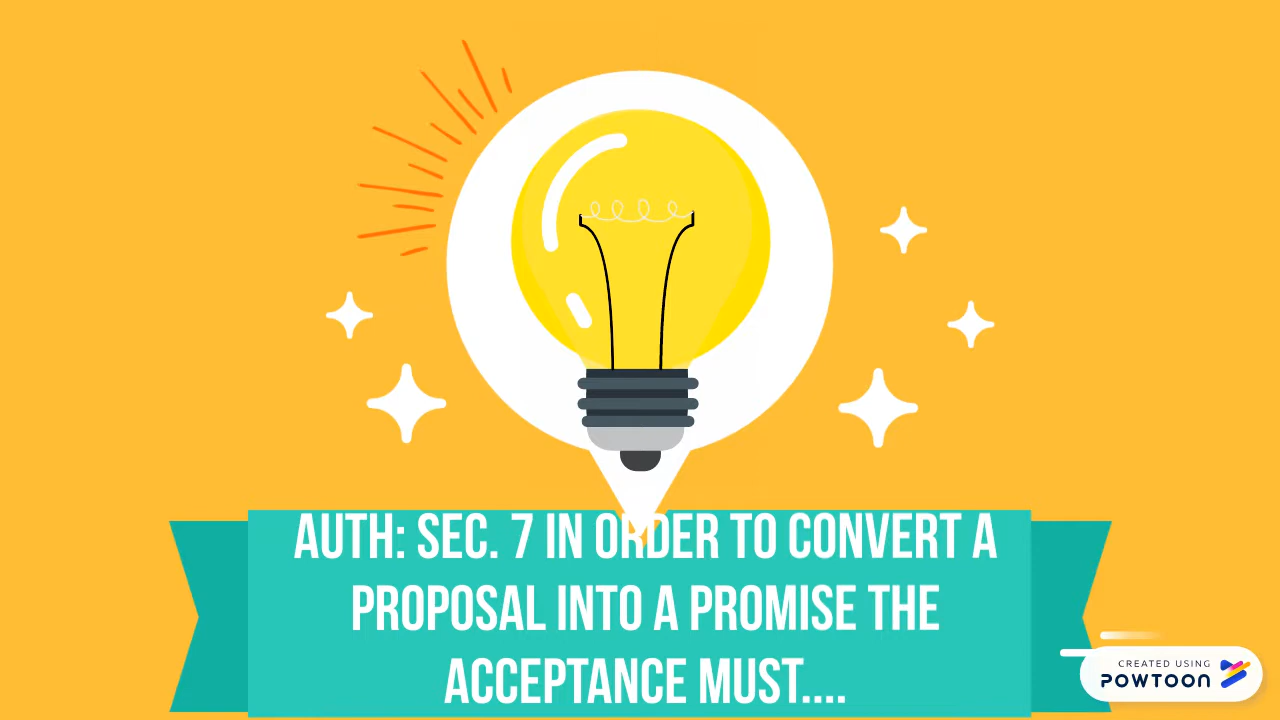 AUTH: SEC. 7 IN ORDER TO CONVERT A
PROPOSAL INTO A PROMISE THE
ACCEPTANCE MUST....
CREATED USING
POWTOON